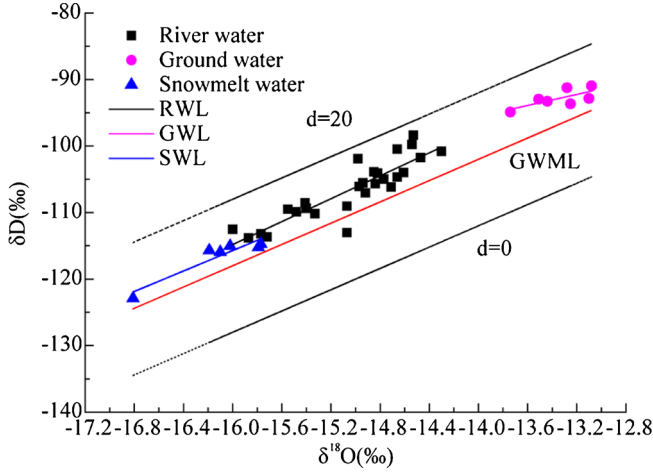 -80
-90
-100
-110
-120
-130
-140
δD(‰)
River water
Ground water
Snowmelt water
RWL
GWL
SWL
d=20
GWML
d=0
-17.2 -16.8 -16.4 -16.0 -15.6 -15.2 -14.8 -14.4 -14.0 -13.6 -13.2 -12.8
δ¹⁸O(‰)